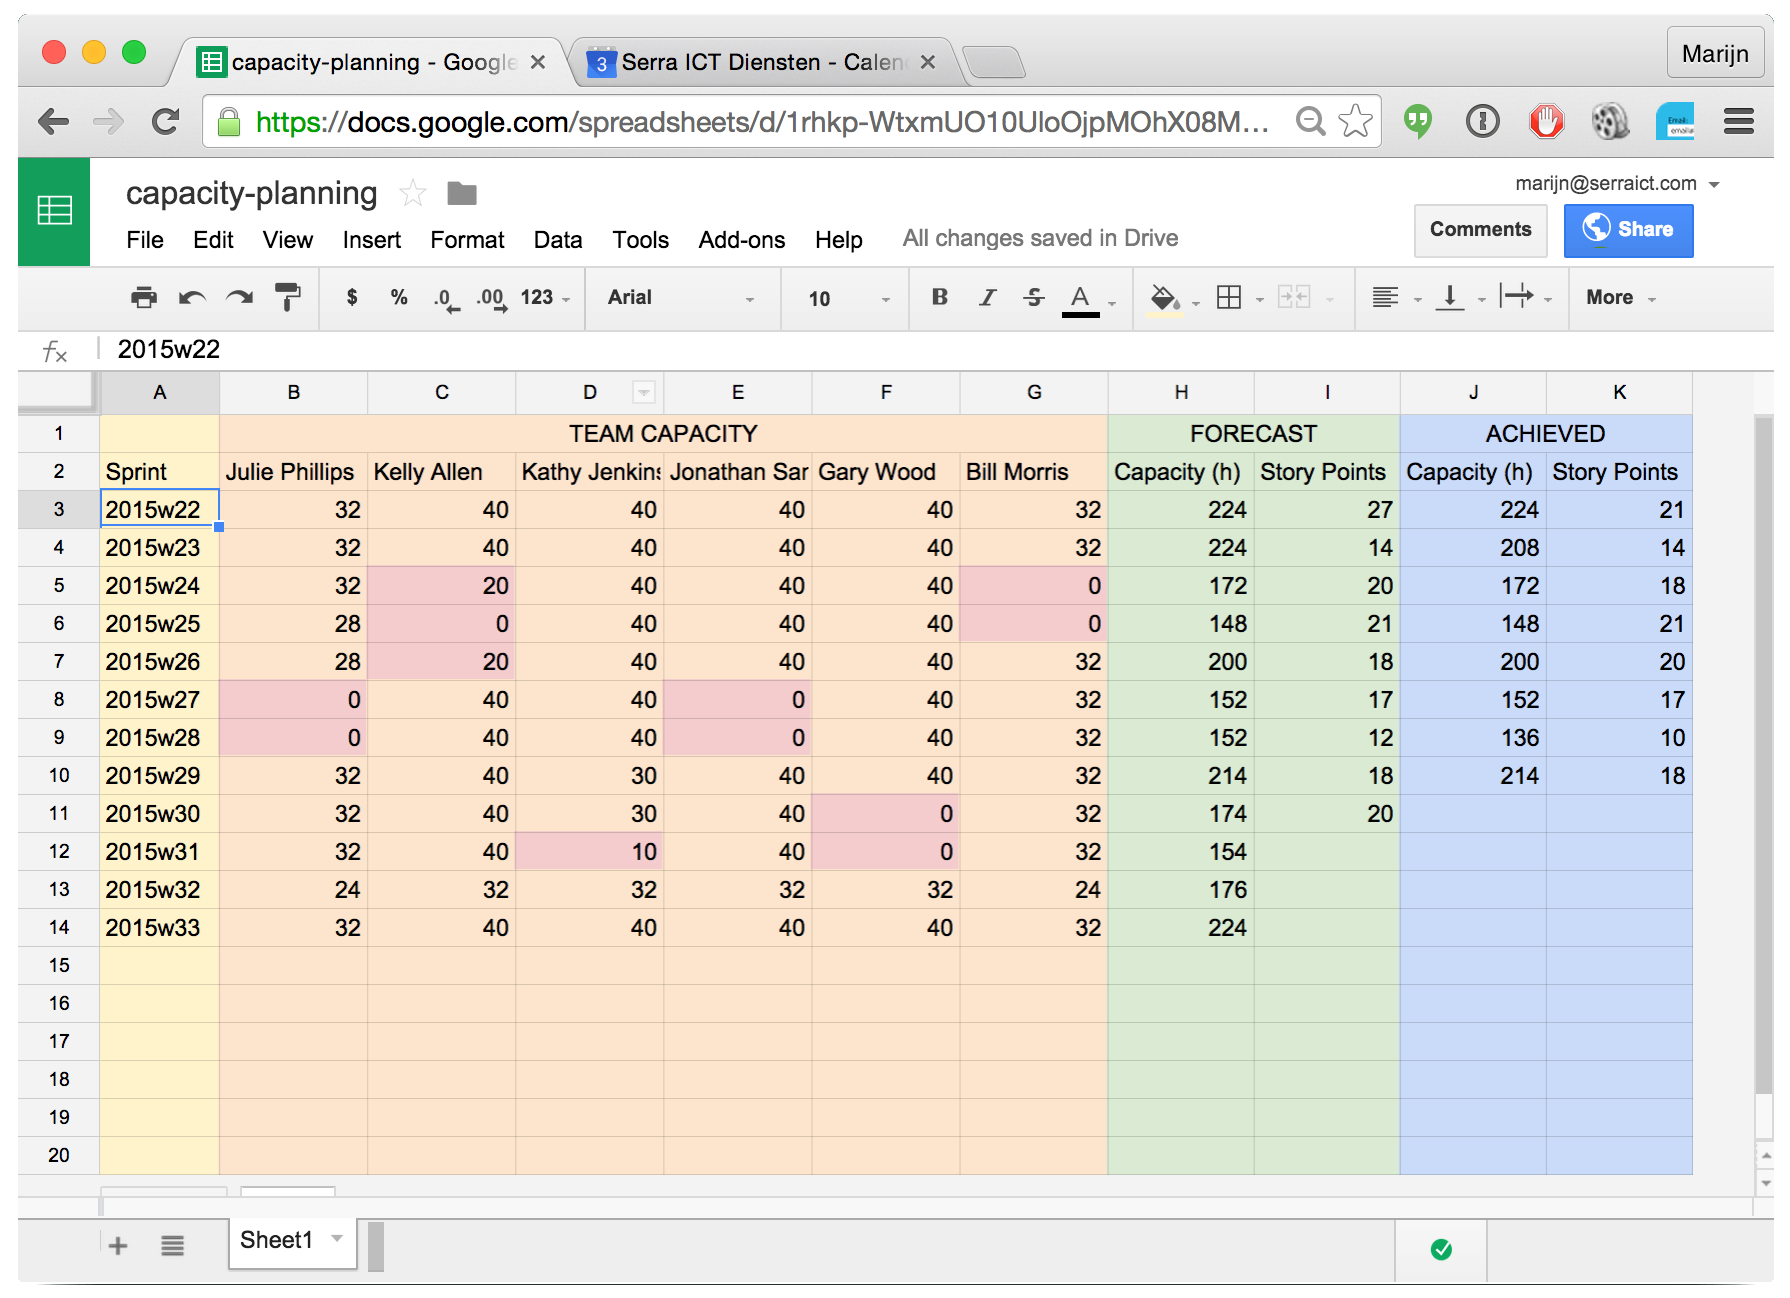 capacity-planning - Google
3 Serra ICT Diensten - Calen
Marijn
https://docs.google.com/spreadsheets/d/1rhkp-WtxmUO10UloOjpMOhX08M...
Email:
capacity-planning
marijn@serraict.com
File Edit View Insert Format Data Tools Add-ons Help All changes saved in Drive
Comments Share
$ % .0 .00 123 Arial 10 B I S A More
fx 2015w22
A B C D E F G H I J K
1 TEAM CAPACITY FORECAST ACHIEVED
2 Sprint Julie Phillips Kelly Allen Kathy Jenkins Jonathan Sar Gary Wood Bill Morris Capacity (h) Story Points Capacity (h) Story Points
3 2015w22 32 40 40 40 40 32 224 27 224 21
4 2015w23 32 40 40 40 40 32 224 14 208 14
5 2015w24 32 20 40 40 40 0 172 20 172 18
6 2015w25 28 0 40 40 40 0 148 21 148 21
7 2015w26 28 20 40 40 40 32 200 18 200 20
8 2015w27 0 40 40 0 40 32 152 17 152 17
9 2015w28 0 40 40 0 40 32 152 12 136 10
10 2015w29 32 40 30 40 40 32 214 18 214 18
11 2015w30 32 40 30 40 0 32 174 20
12 2015w31 32 40 10 40 0 32 154
13 2015w32 24 32 32 32 32 24 176
14 2015w33 32 40 40 40 40 32 224
15
16
17
18
19
20
Sheet1